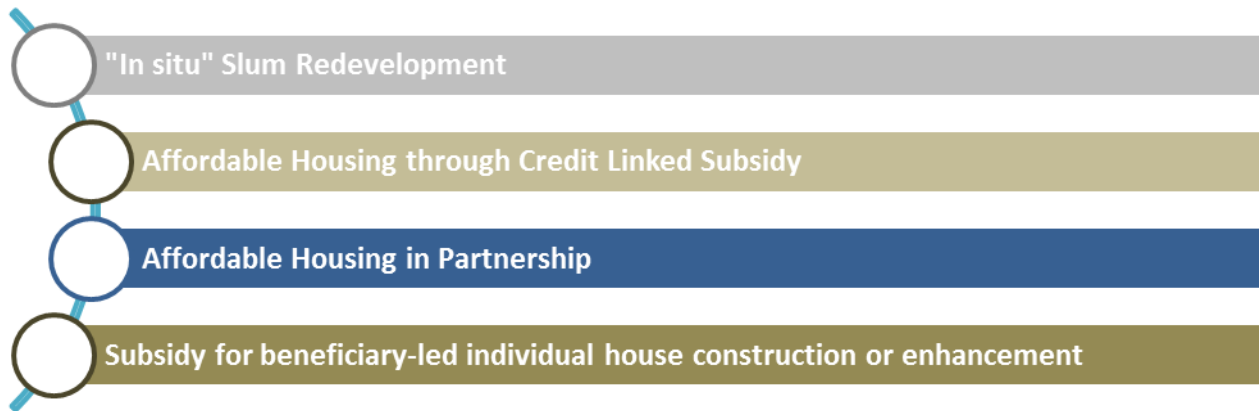 "In situ" Slum Redevelopment
Affordable Housing through Credit Linked Subsidy
Affordable Housing in Partnership
Subsidy for beneficiary-led individual house construction or enhancement